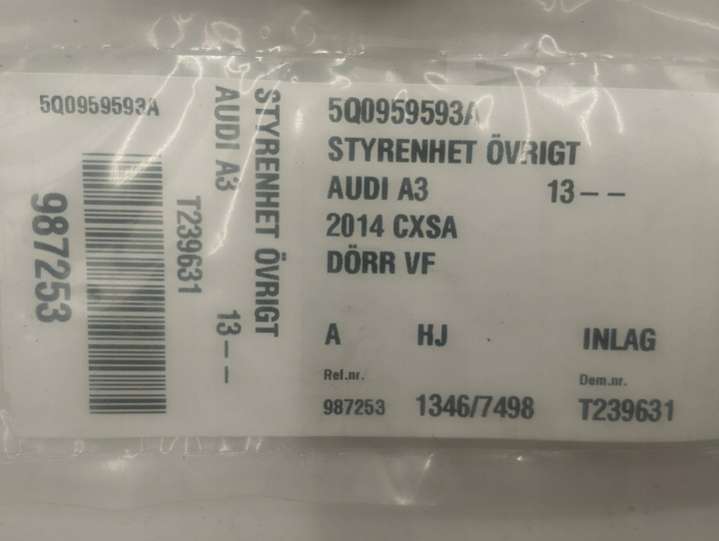 5Q0959593A
987253
T239631
AUDI A3 13--
STYRENHET ÖVRIGT
5Q0959593A
STYRENHET ÖVRIGT
AUDI A3 13--
2014 CXSA
DÖRR VF
A HJ INLAG
Ref.nr. Dem.nr.
987253 1346/7498 T239631